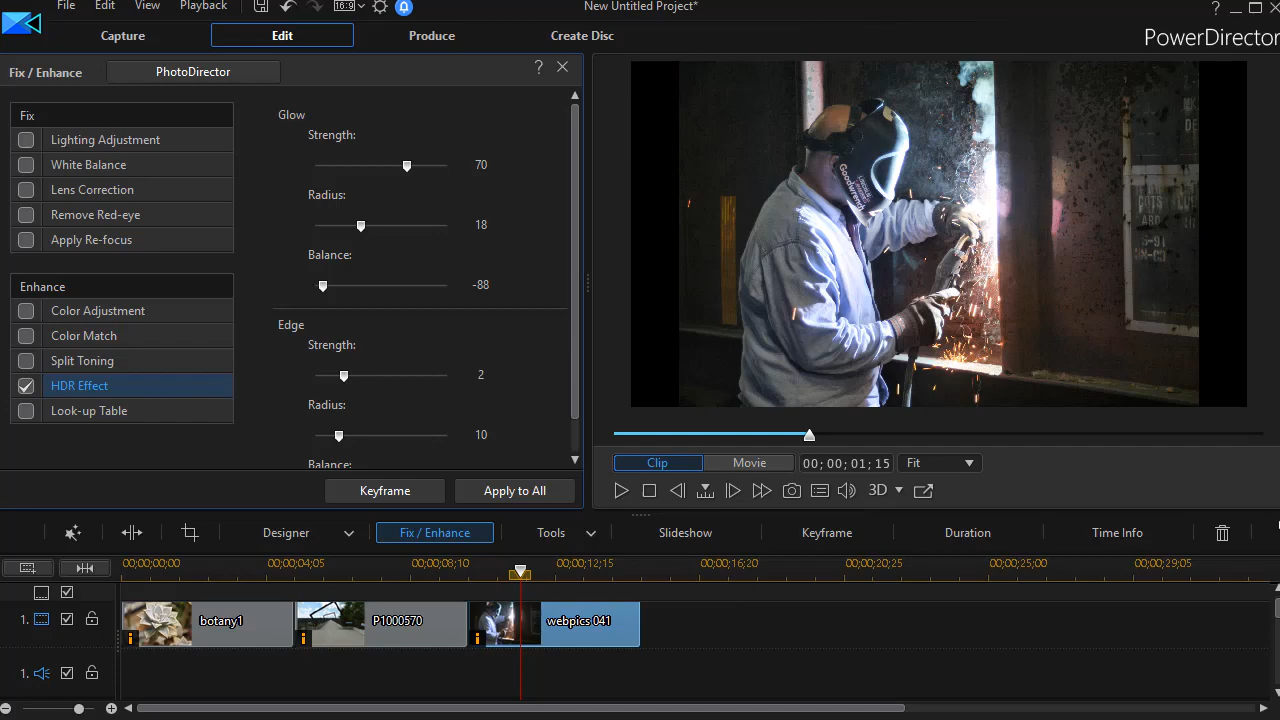 File Edit View Playback 16:9 New Untitled Project* ?
Capture Edit Produce Create Disc PowerDirector
Fix / Enhance PhotoDirector ?
Fix
Lighting Adjustment
White Balance
Lens Correction
Remove Red-eye
Apply Re-focus
Enhance
Color Adjustment
Color Match
Split Toning
HDR Effect
Look-up Table
Glow
Strength:
70
Radius:
18
Balance:
-88
Edge
Strength:
2
Radius:
10
Balance:
Keyframe Apply to All
Goodwrench
CUTS
ABD
5-91
Clip Movie 00; 00; 01; 15 Fit
3D
Designer Fix / Enhance Tools Slideshow Keyframe Duration Time Info
00;00;00;00 00;00;04;05 00;00;08;10 00;00;12;15 00;00;16;20 00;00;20;25 00;00;25;00 00;00;29;05
1. i botany1 i P1000570 i webpics 041
1.